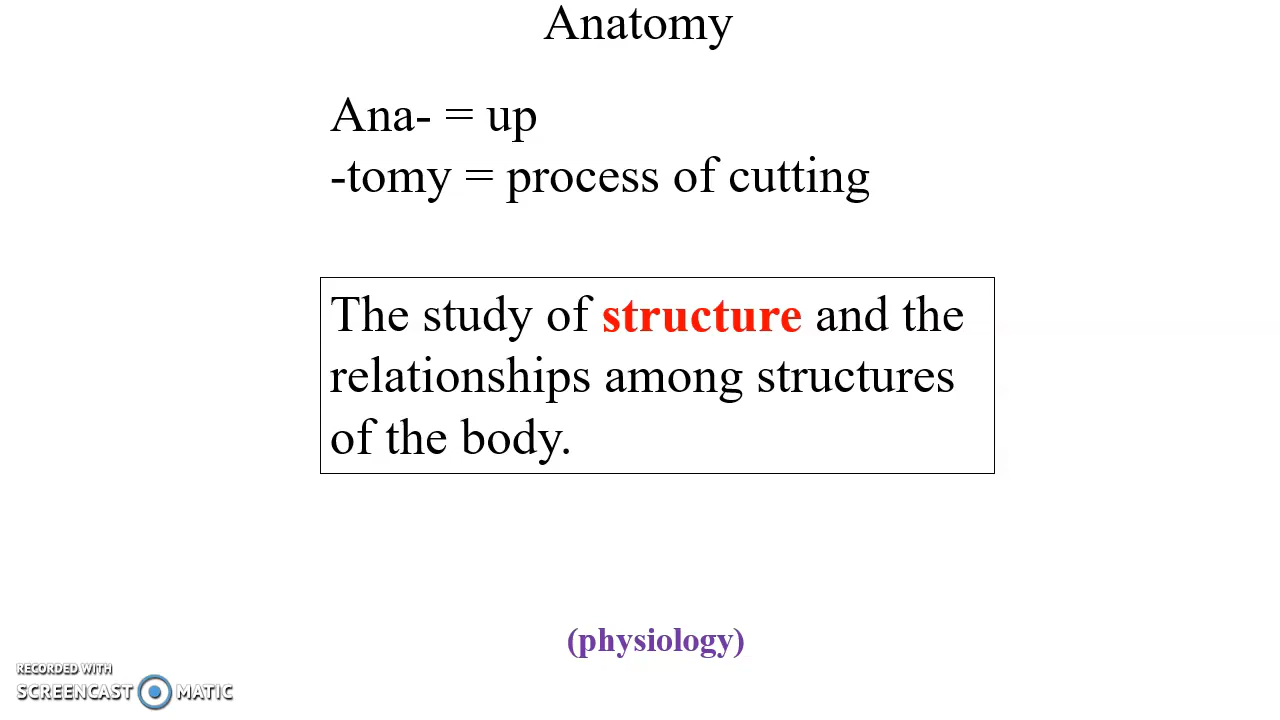 Anatomy
Ana- = up
-tomy = process of cutting
The study of structure and the
relationships among structures
of the body.
(physiology)
RECORDED WITH
SCREENCAST MATIC